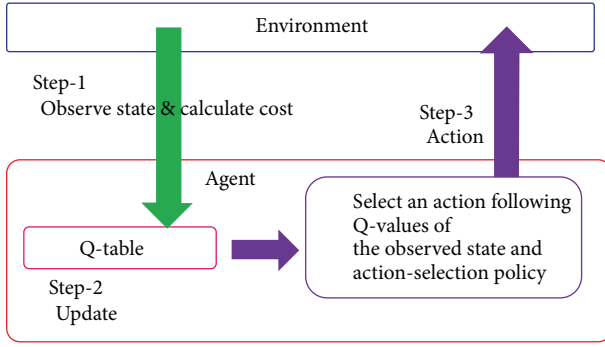 Environment
Step-1
Observe state & calculate cost
Step-3
Action
Agent
Q-table
Step-2
Update
Select an action following
Q-values of
the observed state and
action-selection policy